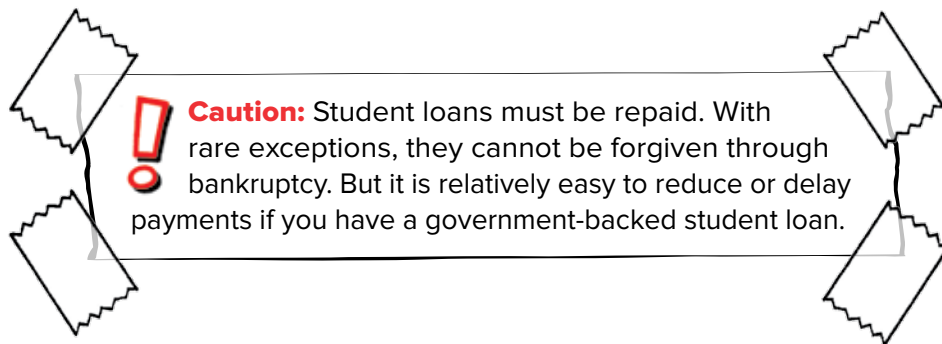 Caution: Student loans must be repaid. With
rare exceptions, they cannot be forgiven through
bankruptcy. But it is relatively easy to reduce or delay
payments if you have a government-backed student loan.